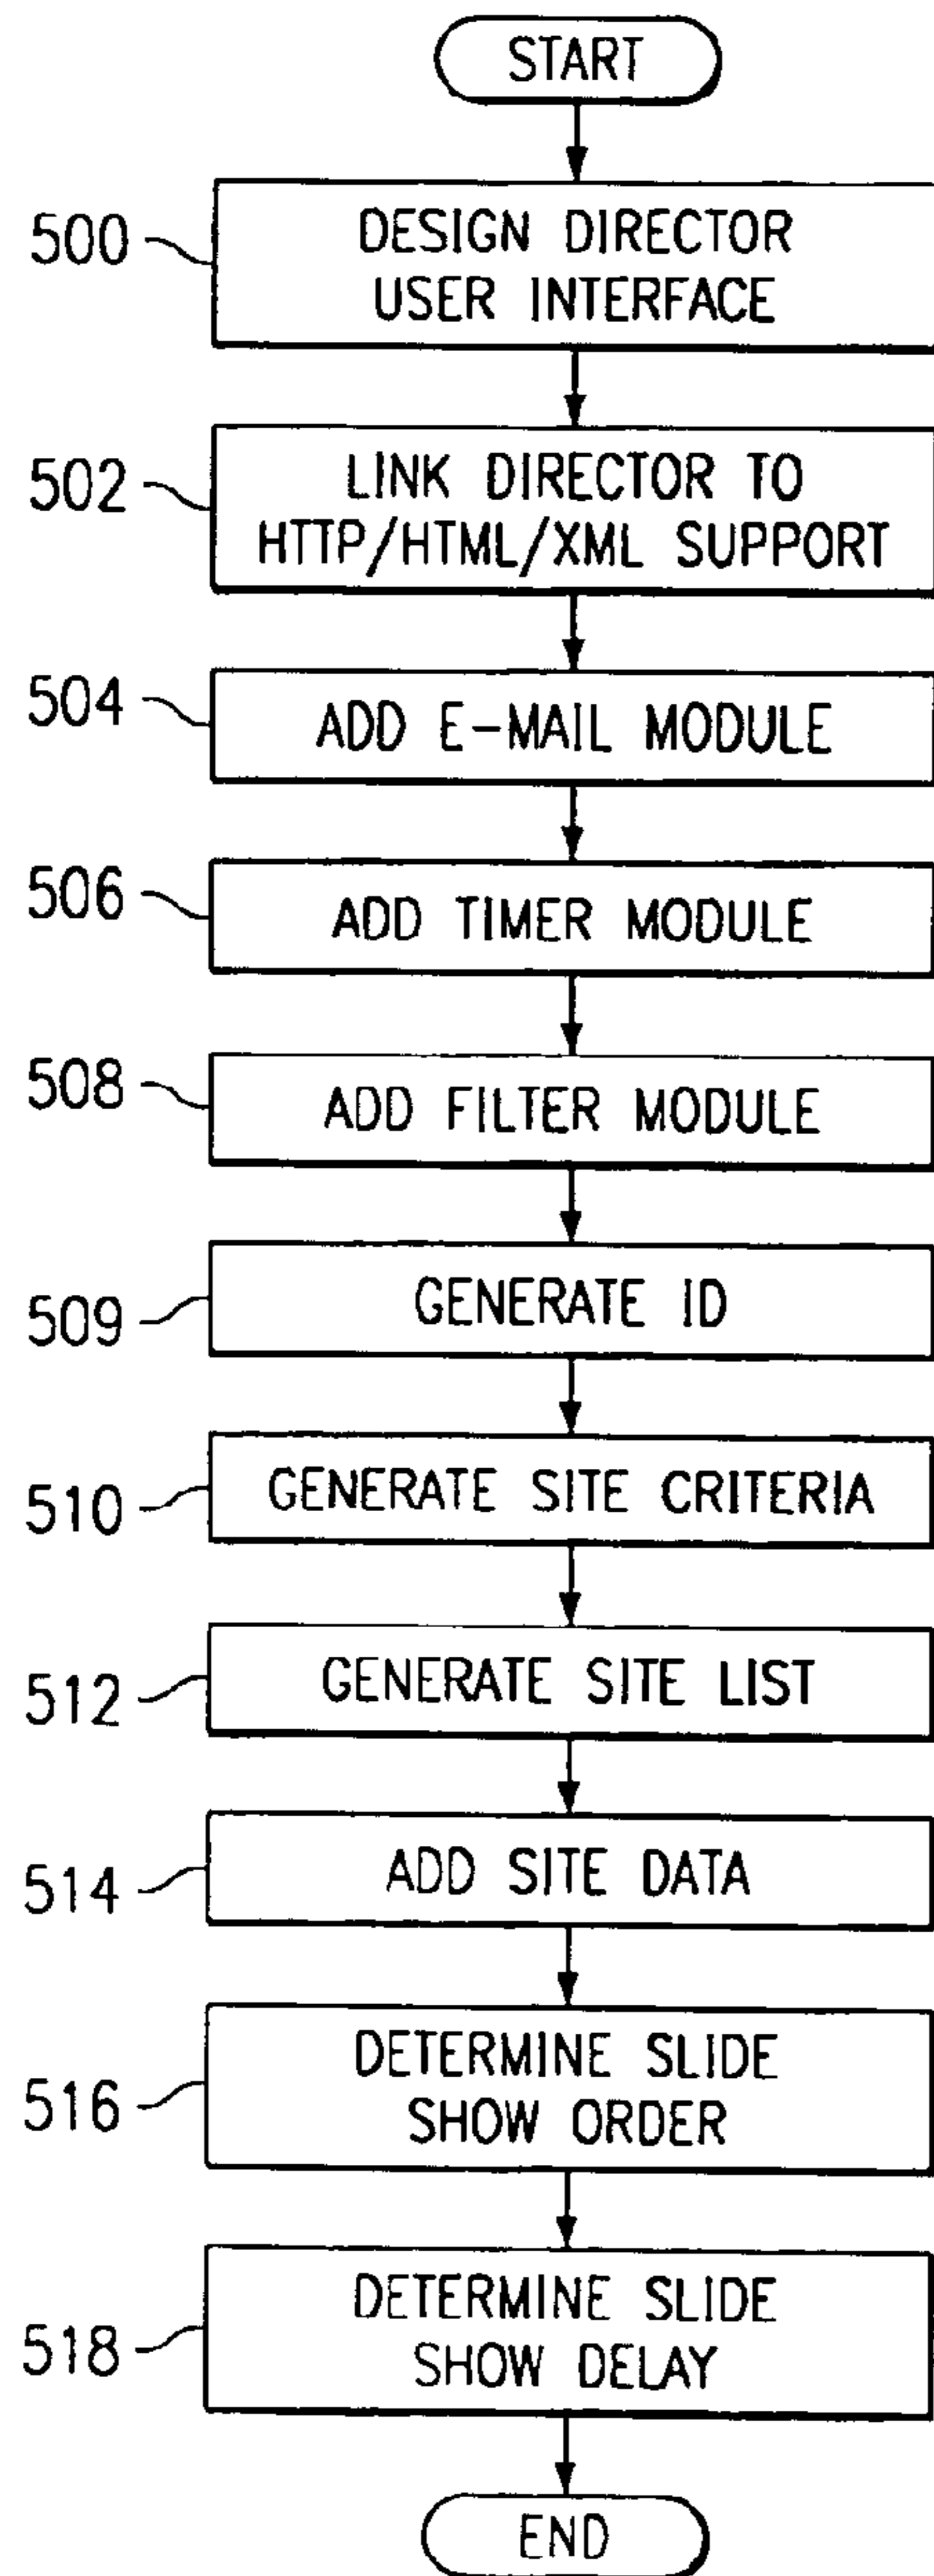 START
500
DESIGN DIRECTOR
USER INTERFACE
502
LINK DIRECTOR TO
HTTP/HTML/XML SUPPORT
504
ADD E-MAIL MODULE
506
ADD TIMER MODULE
508
ADD FILTER MODULE
509
GENERATE ID
510
GENERATE SITE CRITERIA
512
GENERATE SITE LIST
514
ADD SITE DATA
516
DETERMINE SLIDE
SHOW ORDER
518
DETERMINE SLIDE
SHOW DELAY
END